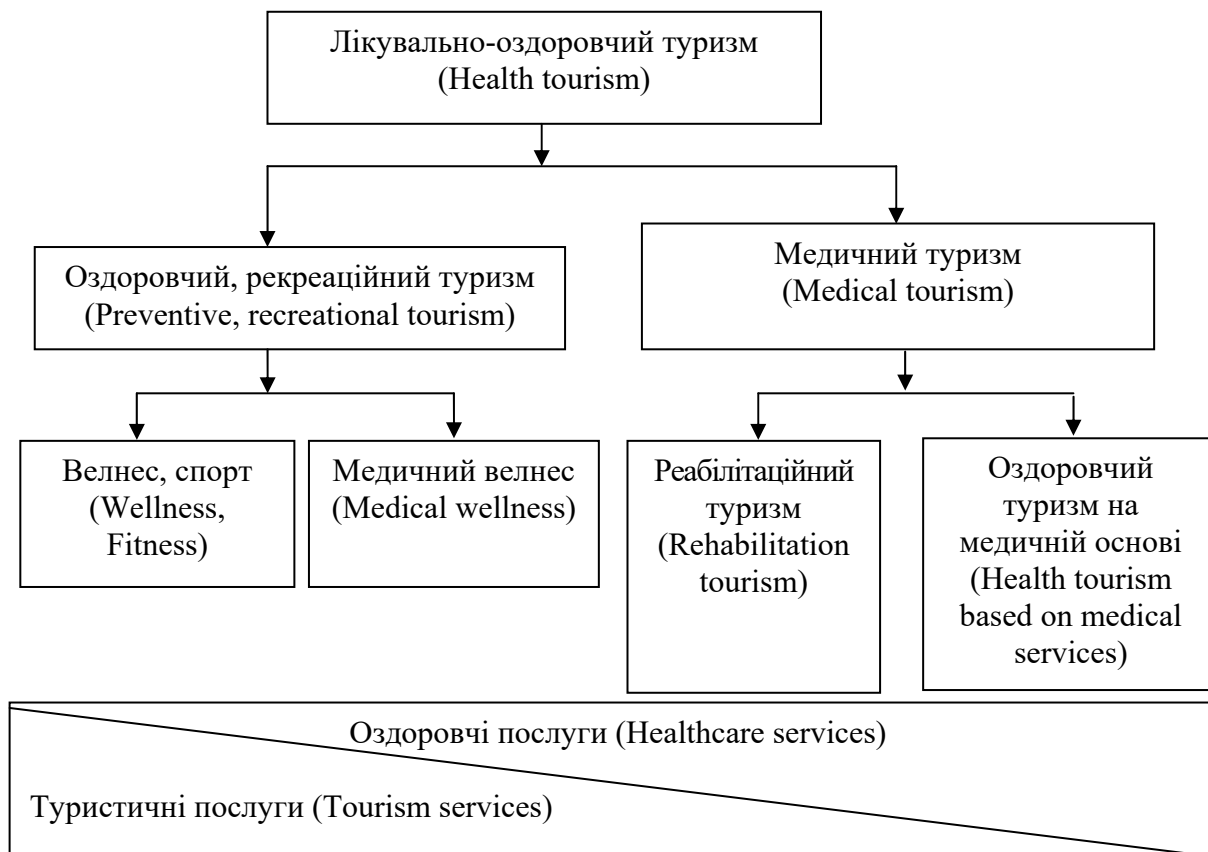 Лікувально-оздоровчий туризм
(Health tourism)
Оздоровчий, рекреаційний туризм
(Preventive, recreational tourism)
Медичний туризм
(Medical tourism)
Велнес, спорт
(Wellness,
Fitness)
Медичний велнес
(Medical wellness)
Реабілітаційний
туризм
(Rehabilitation
tourism)
Оздоровчий
туризм на
медичній основі
(Health tourism
based on medical
services)
Оздоровчі послуги (Healthcare services)
Туристичні послуги (Tourism services)